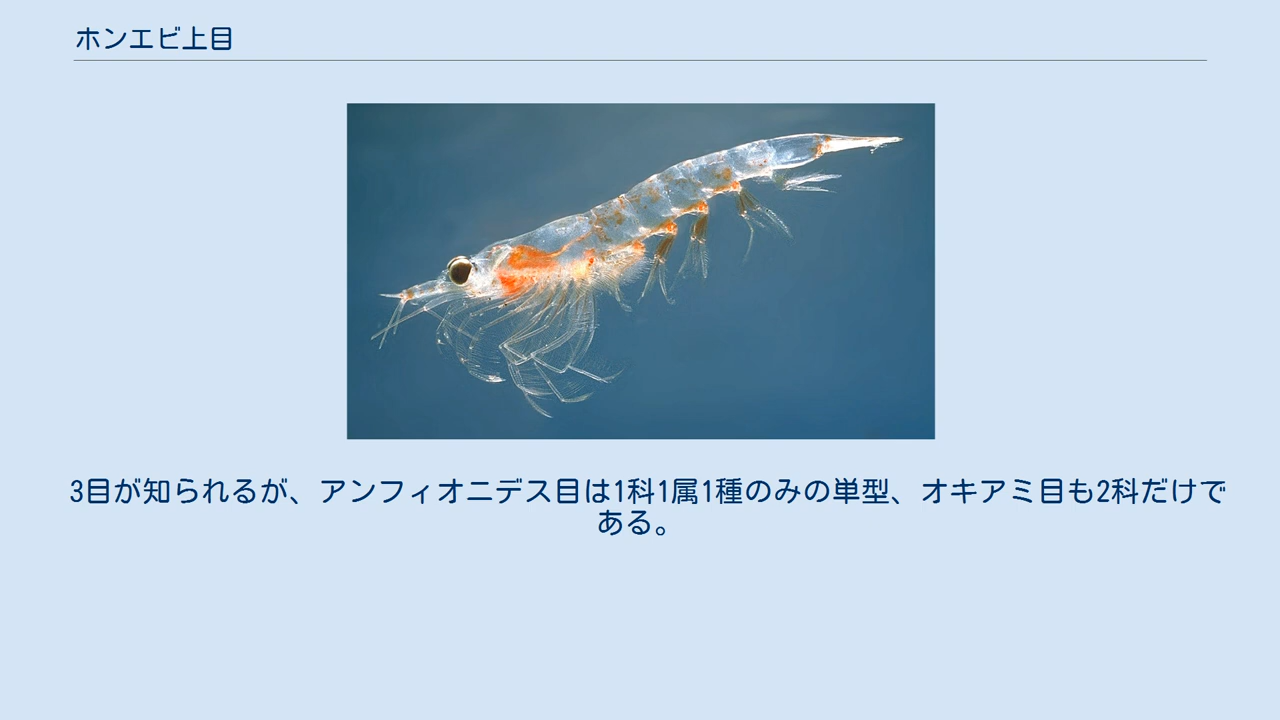 ホンエビ上目
3目が知られるが、アンフィオニデス目は1科1属1種のみの単型、オキアミ目も2科だけで
ある。